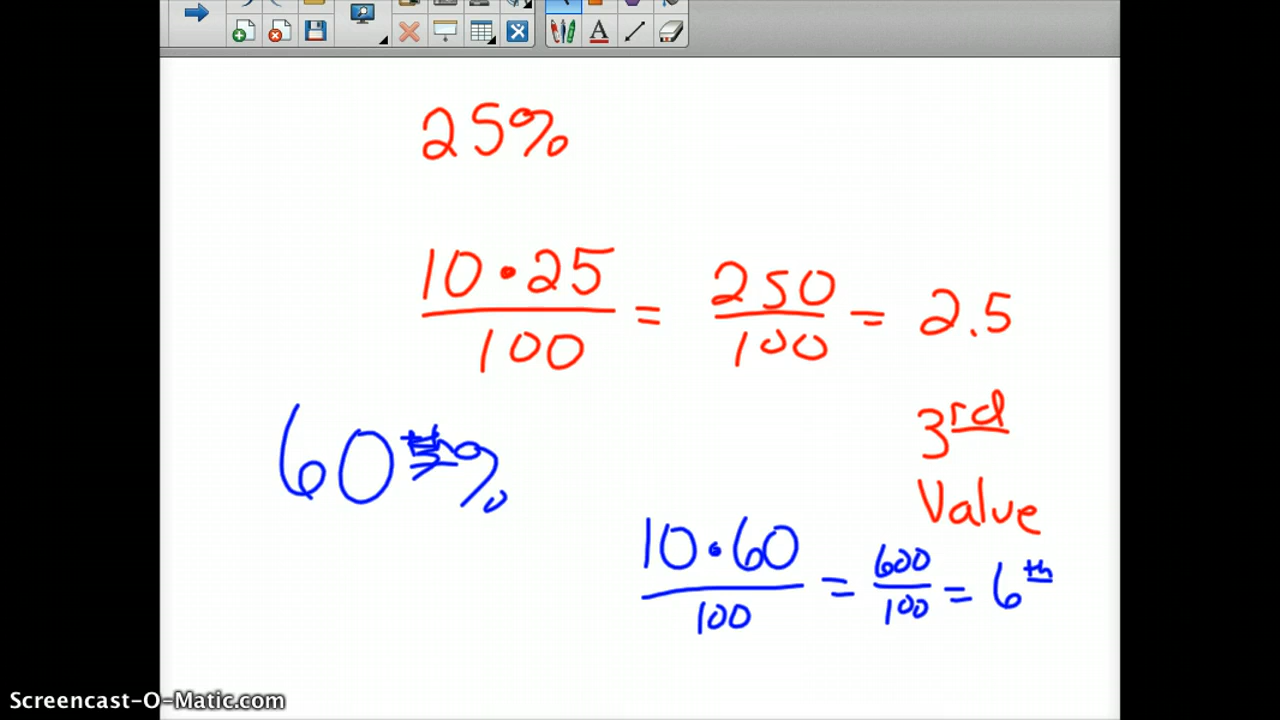 25%
10 • 25 / 100 = 250 / 100 = 2.5
3rd
Value
60%
10 • 60 / 100 = 600 / 100 = 6th
Screencast-O-Matic.com